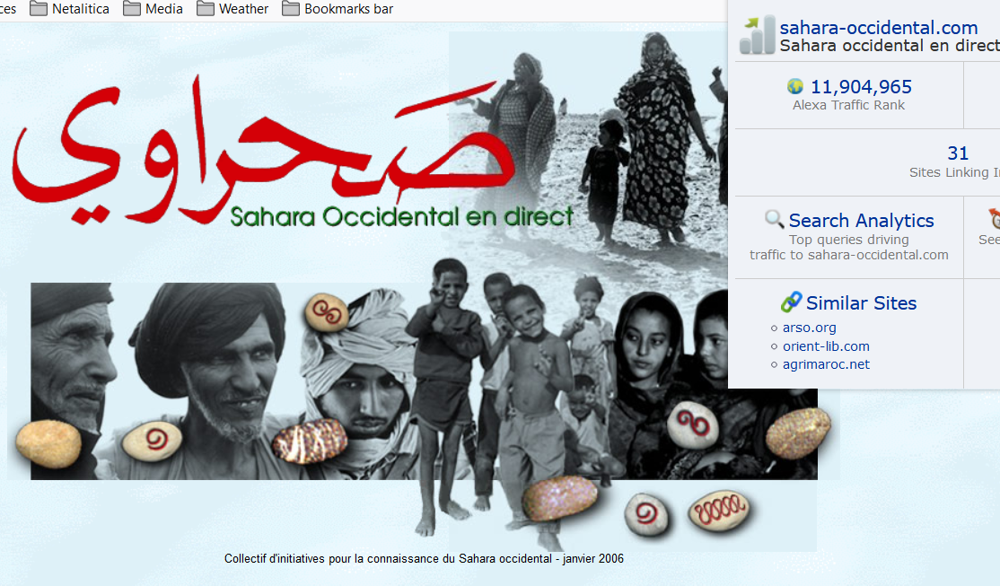 ces Netalitica Media Weather Bookmarks bar
صحراوي
Sahara Occidental en direct
Collectif d'initiatives pour la connaissance du Sahara occidental - janvier 2006
sahara-occidental.com
Sahara occidental en direct
11,904,965
Alexa Traffic Rank
31
Sites Linking In
Search Analytics
Top queries driving
traffic to sahara-occidental.com
See
Similar Sites
arso.org
orient-lib.com
agrimaroc.net